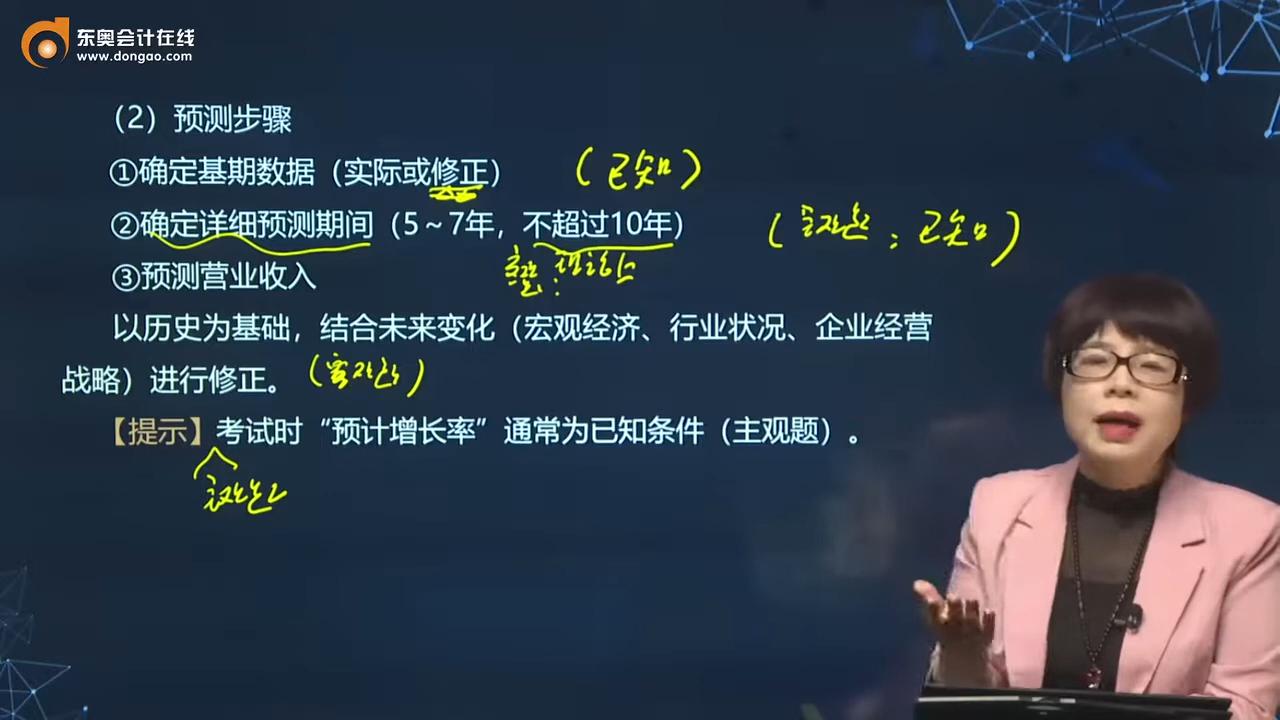 东奥会计在线
www.dongao.com
（2）预测步骤
①确定基期数据（实际或修正）
（已知）
②确定详细预测期间（5～7年，不超过10年）
已知
③预测营业收入
以历史为基础，结合未来变化（宏观经济、行业状况、企业经营
战略）进行修正。
【提示】考试时“预计增长率”通常为已知条件（主观题）。